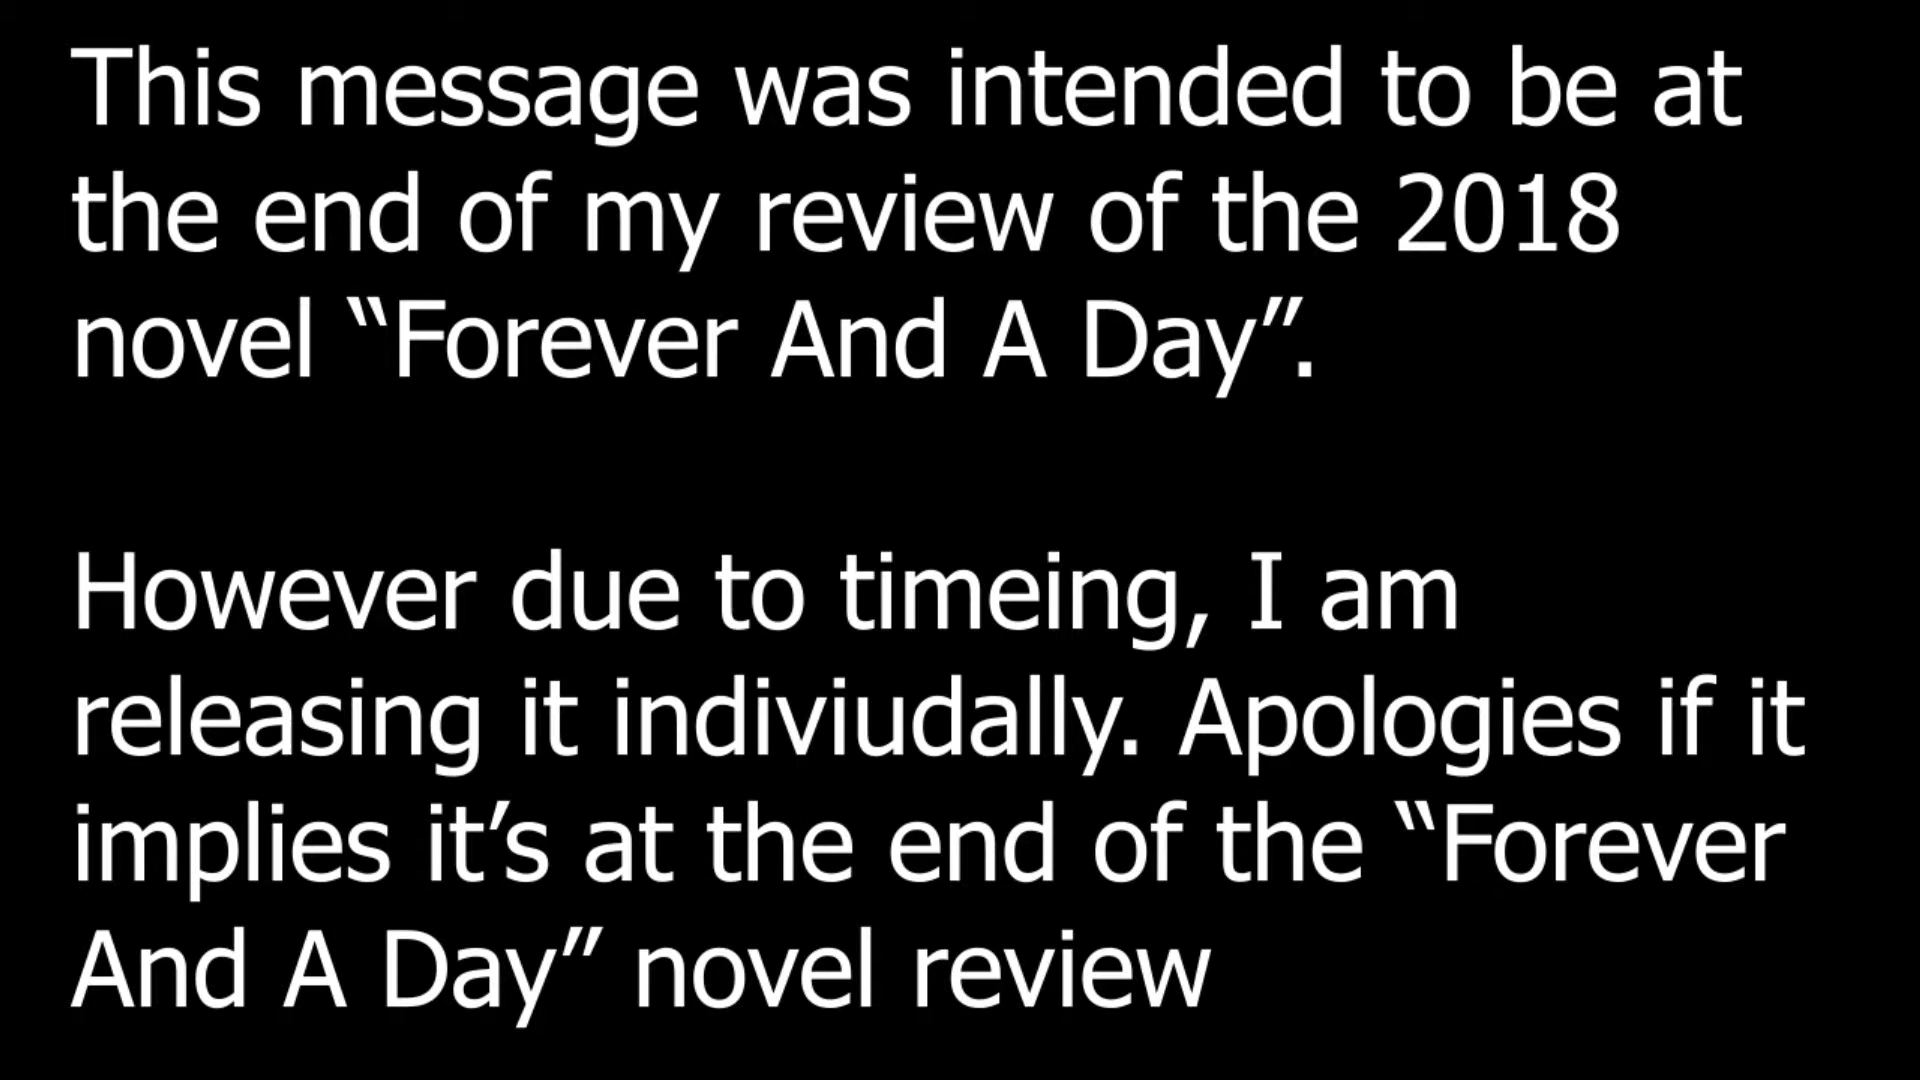 This message was intended to be at
the end of my review of the 2018
novel “Forever And A Day”.
However due to timeing, I am
releasing it indiviudally. Apologies if it
implies it’s at the end of the “Forever
And A Day” novel review